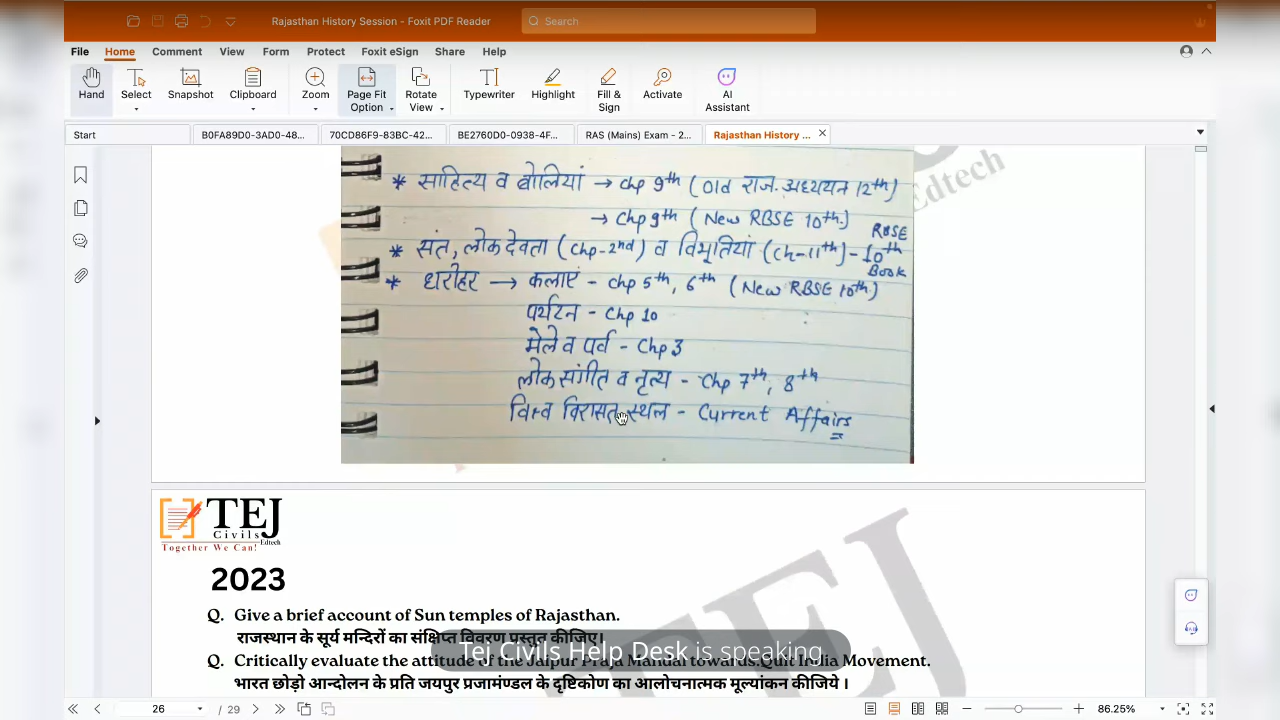 Rajasthan History Session - Foxit PDF Reader
Search
File Home Comment View Form Protect Foxit eSign Share Help
Hand Select Snapshot Clipboard Zoom Page Fit Option Rotate View Typewriter Highlight Fill & Sign Activate AI Assistant
Start B0FA89D0-3AD0-48... 70CD86F9-83BC-42... BE2760D0-0938-4F... RAS (Mains) Exam - 2... Rajasthan History ...
Edtech
* साहित्य व बोलियां → Chp 9th (Old राज. अध्ययन 12th)
→ Chp 9th (New RBSE 10th.)
* संत, लोक देवता (Chp-2nd) व विभूतियां (Ch-11th) - 10th RBSE Book
* धरोहर → कलाएं - Chp 5th, 6th (New RBSE 10th.)
पर्यटन - Chp 10
मेले व पर्व - Chp 3
लोक संगीत व नृत्य - Chp 7th, 8th
विश्व विरासत स्थल - Current Affairs
TEJ
Civils
Edtech
Together We Can!
TEJ
2023
Q. Give a brief account of Sun temples of Rajasthan.
राजस्थान के सूर्य मन्दिरों का संक्षिप्त विवरण प्रस्तुत कीजिए।
Tej Civils Help Desk is speaking
Q. Critically evaluate the attitude of the Jaipur Praja Mandal towards Quit India Movement.
भारत छोड़ो आन्दोलन के प्रति जयपुर प्रजामंण्डल के दृष्टिकोण का आलोचनात्मक मूल्यांकन कीजिये ।
26 / 29
86.25%